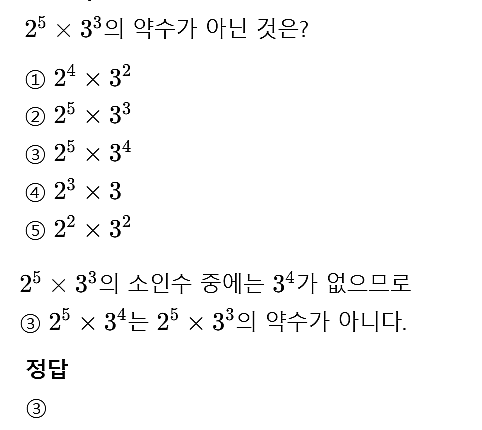 2⁵ × 3³의 약수가 아닌 것은?
① 2⁴ × 3²
② 2⁵ × 3³
③ 2⁵ × 3⁴
④ 2³ × 3
⑤ 2² × 3²
2⁵ × 3³의 소인수 중에는 3⁴가 없으므로
③ 2⁵ × 3⁴는 2⁵ × 3³의 약수가 아니다.
정답
③